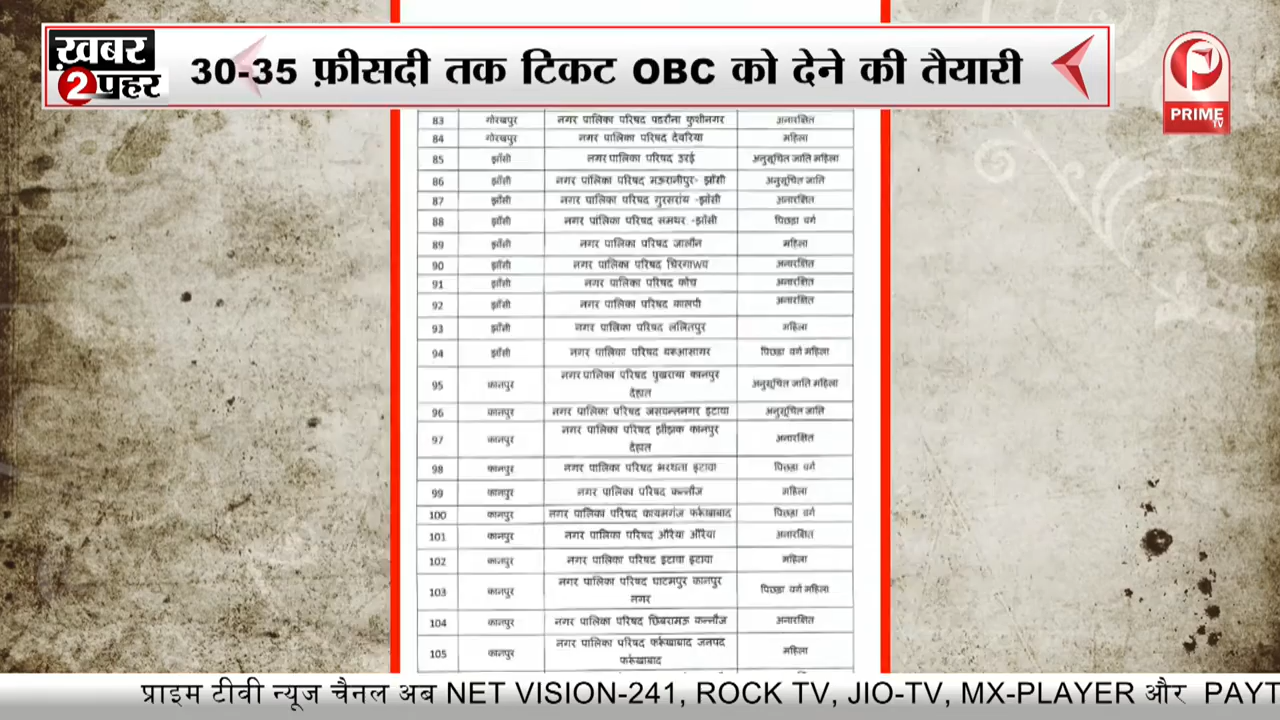 ख़बर
2पहर
30-35 फ़ीसदी तक टिकट OBC को देने की तैयारी
PRIME
TV
83 गोरखपुर नगर पालिका परिषद पडरौना कुशीनगर अनारक्षित
84 गोरखपुर नगर पालिका परिषद देवरिया महिला
85 झाँसी नगर पालिका परिषद उरई अनुसूचित जाति महिला
86 झाँसी नगर पालिका परिषद मऊरानीपुर- झाँसी अनुसूचित जाति
87 झाँसी नगर पालिका परिषद गुरसरांय -झाँसी अनारक्षित
88 झाँसी नगर पालिका परिषद समथर -झाँसी पिछड़ा वर्ग
89 झाँसी नगर पालिका परिषद जालौन महिला
90 झाँसी नगर पालिका परिषद चिरगाwय अनारक्षित
91 झाँसी नगर पालिका परिषद कोंच अनारक्षित
92 झाँसी नगर पालिका परिषद कालपी अनारक्षित
93 झाँसी नगर पालिका परिषद ललितपुर महिला
94 झाँसी नगर पालिका परिषद बरूआसागर पिछड़ा वर्ग महिला
95 कानपुर नगर पालिका परिषद पुखराया कानपुर
देहात अनुसूचित जाति महिला
96 कानपुर नगर पालिका परिषद जसवन्तनगर इटावा अनुसूचित जाति
97 कानपुर नगर पालिका परिषद झींझक कानपुर
देहात अनारक्षित
98 कानपुर नगर पालिका परिषद भरथना इटावा पिछड़ा वर्ग
99 कानपुर नगर पालिका परिषद कन्नौज महिला
100 कानपुर नगर पालिका परिषद कायमगंज फर्रुखाबाद पिछड़ा वर्ग
101 कानपुर नगर पालिका परिषद औरैया औरैया अनारक्षित
102 कानपुर नगर पालिका परिषद इटावा इटावा महिला
103 कानपुर नगर पालिका परिषद घाटमपुर कानपुर
नगर पिछड़ा वर्ग महिला
104 कानपुर नगर पालिका परिषद छिबरामऊ कन्नौज अनारक्षित
105 कानपुर नगर पालिका परिषद फर्रुखाबाद जनपद
फर्रुखाबाद महिला
प्राइम टीवी न्यूज चैनल अब NET VISION-241, ROCK TV, JIO-TV, MX-PLAYER और PAYT